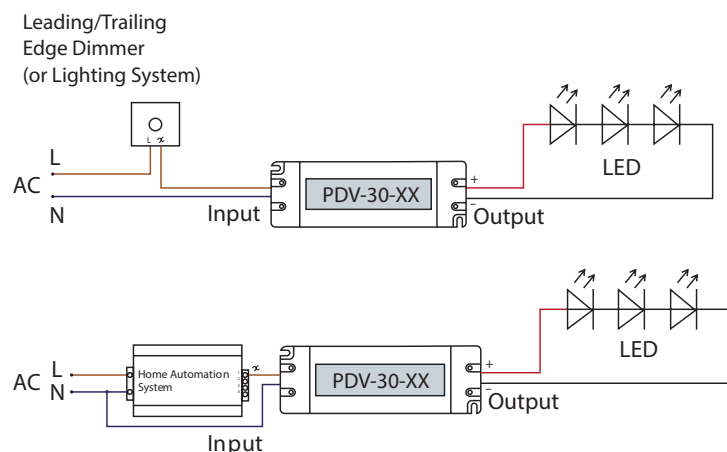 Leading/Trailing
Edge Dimmer
(or Lighting System)
L
L
AC
N
Input
PDV-30-XX
+
-
Output
LED
L
AC
N
Home Automation
System
Input
PDV-30-XX
+
-
Output
LED